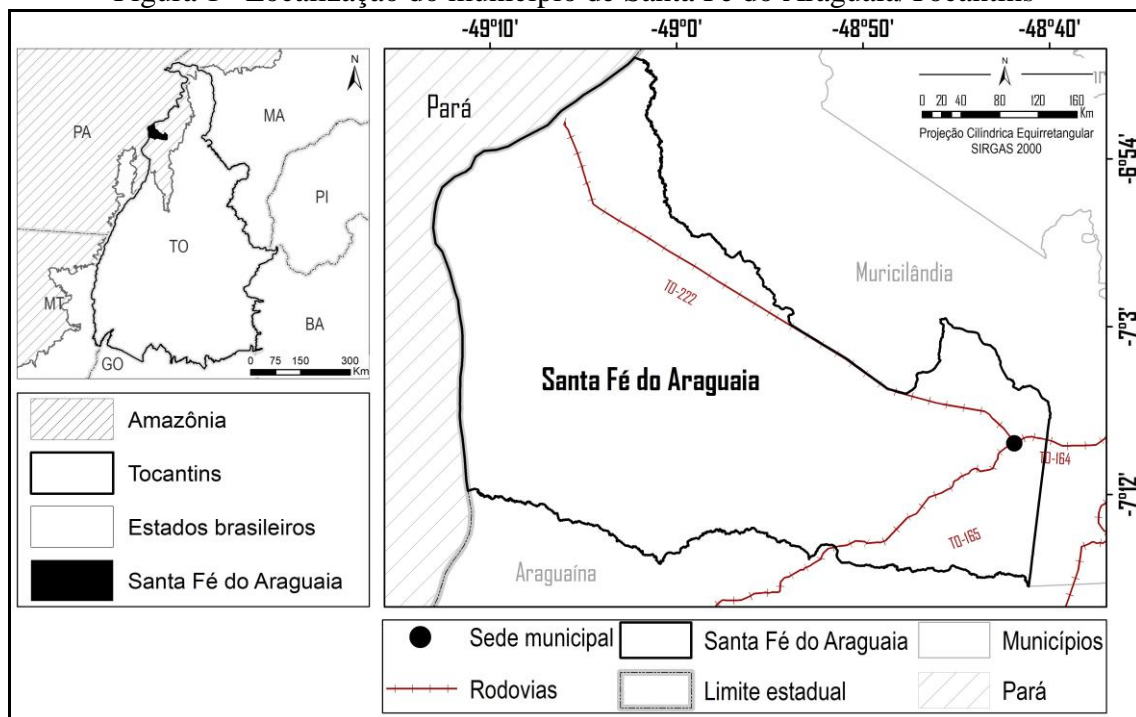 Figura 1 - Localização do município de Santa Fé do Araguaia/Tocantins
N
PA
MA
PI
TO
MT
BA
GO
0 75 150 300
Km
Amazônia
Tocantins
Estados brasileiros
Santa Fé do Araguaia
-49°10' -49°0' -48°50' -48°40'
Pará
N
0 20 40 80 120 160
Km
Projeção Cilíndrica Equirretangular
SIRGAS 2000
-6°54'
Muricilândia
TO-222
-7°3'
Santa Fé do Araguaia
TO-164
-7°12'
TO-165
Araguaína
Sede municipal
Santa Fé do Araguaia
Municípios
Rodovias
Limite estadual
Pará